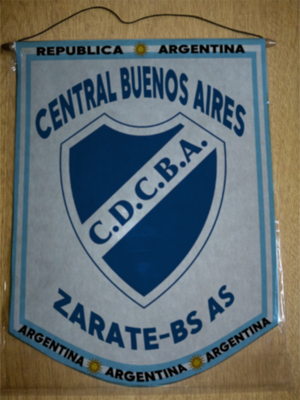 REPUBLICA ARGENTINA
CENTRAL BUENOS AIRES
C.D.C.B.A.
ZARATE-BS AS
ARGENTINA ARGENTINA ARGENTINA